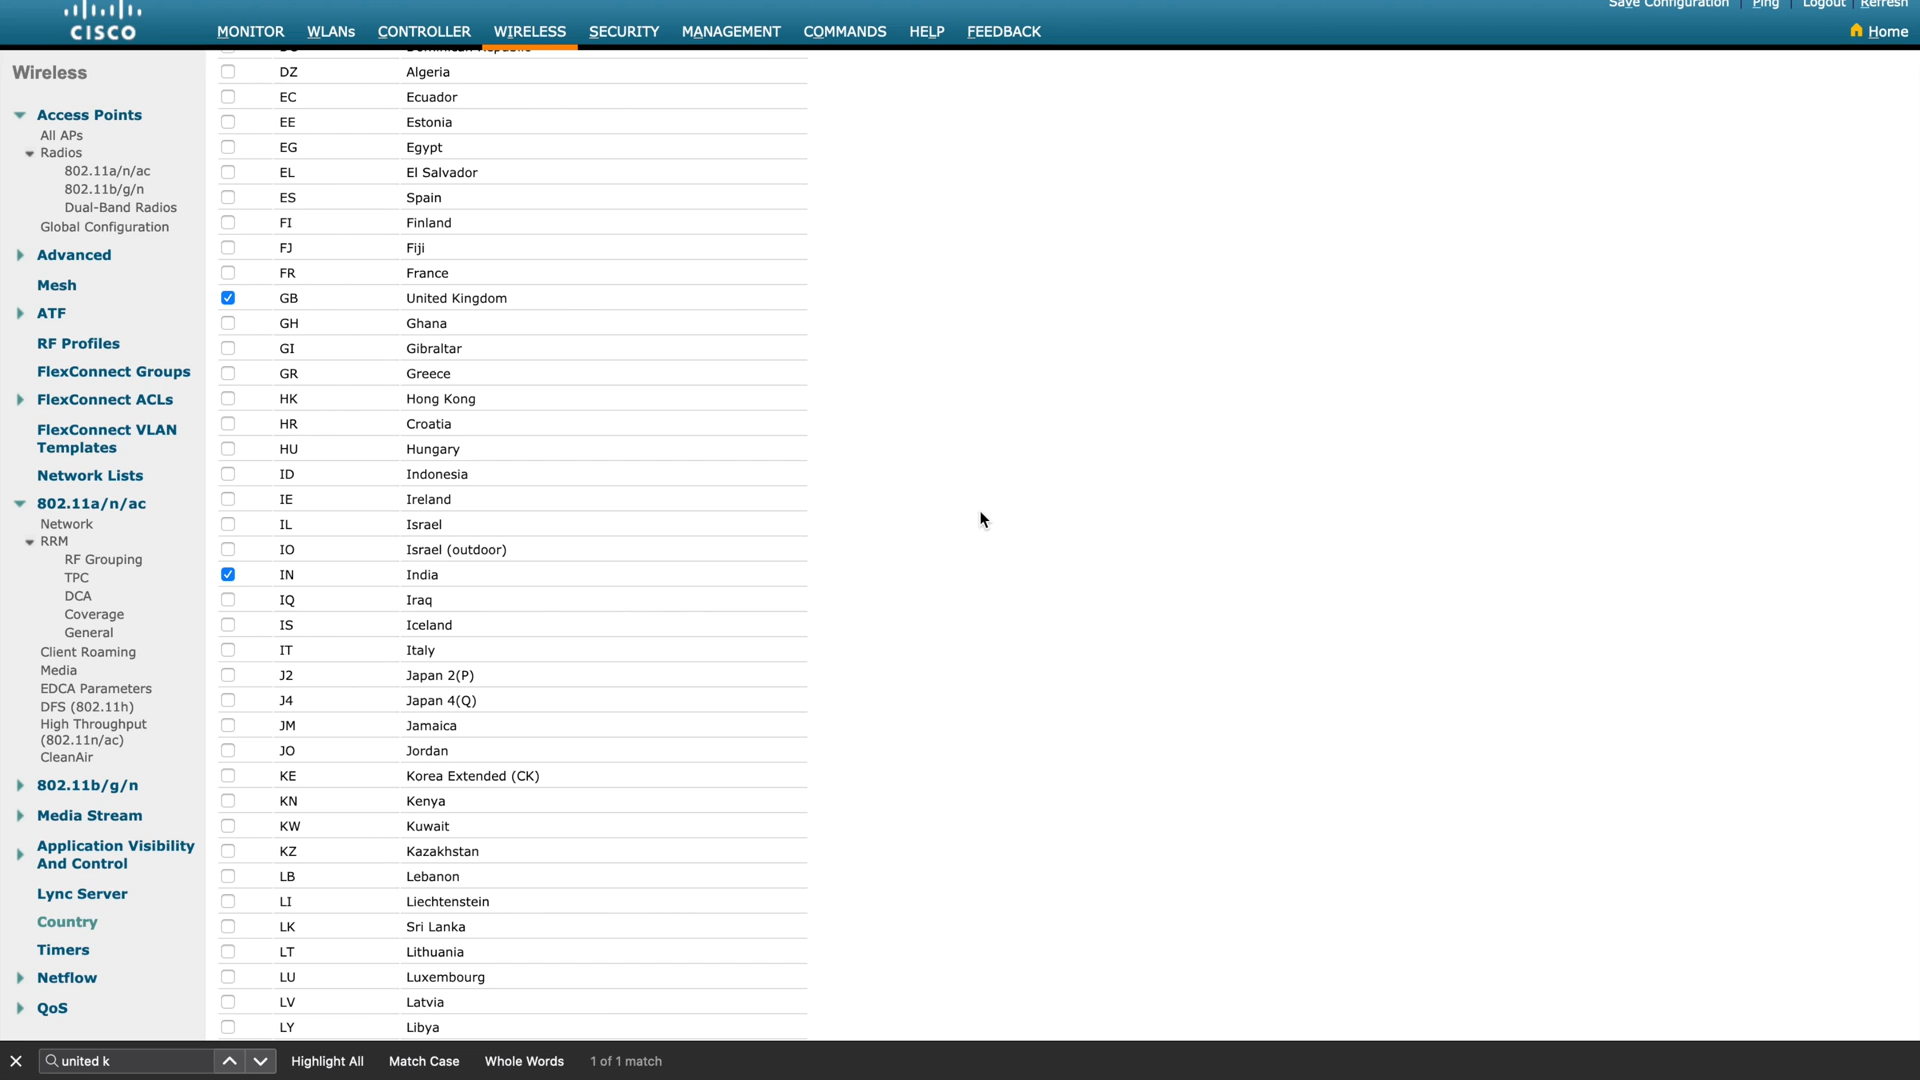 Save Configuration | Ping | Logout | Refresh
CISCO
MONITOR WLANs CONTROLLER WIRELESS SECURITY MANAGEMENT COMMANDS HELP FEEDBACK
Home
Wireless
Access Points
All APs
Radios
802.11a/n/ac
802.11b/g/n
Dual-Band Radios
Global Configuration
Advanced
Mesh
ATF
RF Profiles
FlexConnect Groups
FlexConnect ACLs
FlexConnect VLAN
Templates
Network Lists
802.11a/n/ac
Network
RRM
RF Grouping
TPC
DCA
Coverage
General
Client Roaming
Media
EDCA Parameters
DFS (802.11h)
High Throughput
(802.11n/ac)
CleanAir
802.11b/g/n
Media Stream
Application Visibility
And Control
Lync Server
Country
Timers
Netflow
QoS
DO Dominican Republic
DZ Algeria
EC Ecuador
EE Estonia
EG Egypt
EL El Salvador
ES Spain
FI Finland
FJ Fiji
FR France
GB United Kingdom
GH Ghana
GI Gibraltar
GR Greece
HK Hong Kong
HR Croatia
HU Hungary
ID Indonesia
IE Ireland
IL Israel
IO Israel (outdoor)
IN India
IQ Iraq
IS Iceland
IT Italy
J2 Japan 2(P)
J4 Japan 4(Q)
JM Jamaica
JO Jordan
KE Korea Extended (CK)
KN Kenya
KW Kuwait
KZ Kazakhstan
LB Lebanon
LI Liechtenstein
LK Sri Lanka
LT Lithuania
LU Luxembourg
LV Latvia
LY Libya
united k Highlight All Match Case Whole Words 1 of 1 match